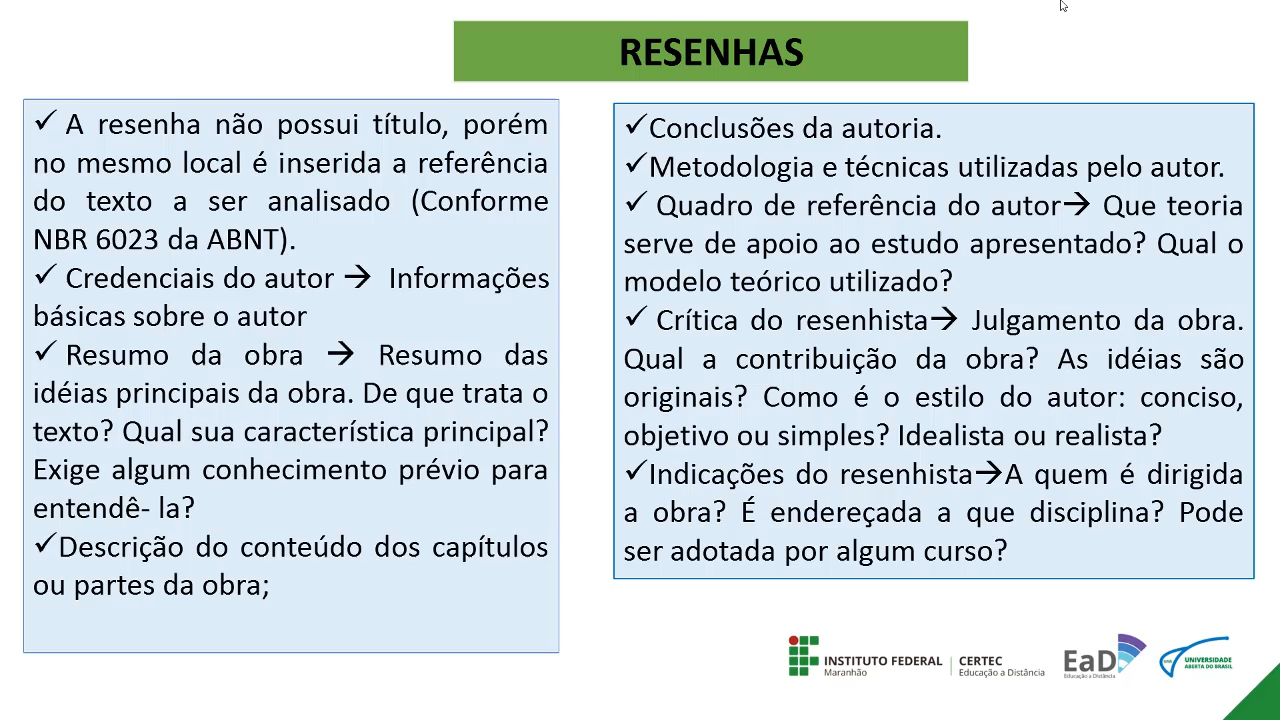 RESENHAS
✓ A resenha não possui título, porém
no mesmo local é inserida a referência
do texto a ser analisado (Conforme
NBR 6023 da ABNT).
✓ Credenciais do autor → Informações
básicas sobre o autor
✓ Resumo da obra → Resumo das
idéias principais da obra. De que trata o
texto? Qual sua característica principal?
Exige algum conhecimento prévio para
entendê- la?
✓Descrição do conteúdo dos capítulos
ou partes da obra;
✓Conclusões da autoria.
✓Metodologia e técnicas utilizadas pelo autor.
✓ Quadro de referência do autor→ Que teoria
serve de apoio ao estudo apresentado? Qual o
modelo teórico utilizado?
✓ Crítica do resenhista→ Julgamento da obra.
Qual a contribuição da obra? As idéias são
originais? Como é o estilo do autor: conciso,
objetivo ou simples? Idealista ou realista?
✓Indicações do resenhista→A quem é dirigida
a obra? É endereçada a que disciplina? Pode
ser adotada por algum curso?
INSTITUTO FEDERAL
Maranhão
CERTEC
Educação a Distância
EaD
Educação a Distância
UNIVERSIDADE
ABERTA DO BRASIL